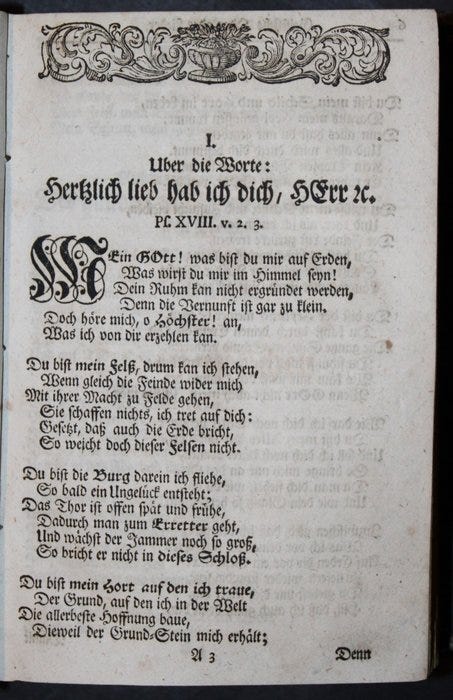 I.
Uber die Worte:
Hertzlich lieb hab ich dich, HErr ꝛc.
Ps. XVIII. v. 2. 3.
MEin GOtt! was bist du mir auf Erden,
Was wirst du mir im Himmel seyn!
Dein Ruhm kan nicht ergründet werden,
Denn die Vernunft ist gar zu klein.
Doch höre mich, o Höchster! an,
Was ich von dir erzehlen kan.
Du bist mein Felß, drum kan ich stehen,
Wenn gleich die Feinde wider mich
Mit ihrer Macht zu Felde gehen,
Sie schaffen nichts, ich tret auf dich:
Gesetzt, daß auch die Erde bricht,
So weicht doch dieser Felsen nicht.
Du bist die Burg darein ich fliehe,
So bald ein Ungelück entsteht;
Das Thor ist offen spät und frühe,
Dadurch man zum Erretter geht,
Und wächst der Jammer noch so groß,
So bricht er nicht in dieses Schloß.
Du bist mein Hort auf den ich traue,
Der Grund, auf den ich in der Welt
Die allerbeste Hoffnung baue,
Dieweil der Grund-Stein mich erhält;
A 3 Denn